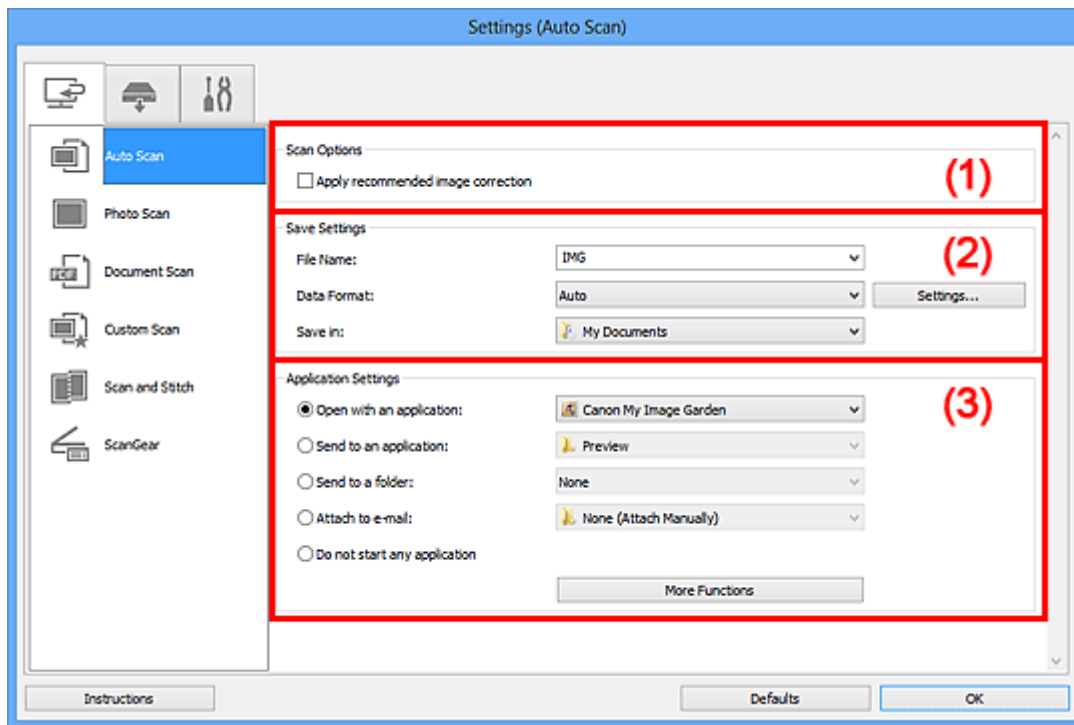 Settings (Auto Scan)
Auto Scan
Photo Scan
PDF
Document Scan
Custom Scan
Scan and Stitch
ScanGear
Scan Options
Apply recommended image correction
(1)
Save Settings
(2)
File Name: IMG
Data Format: Auto Settings...
Save in: My Documents
Application Settings
(3)
Open with an application: Canon My Image Garden
Send to an application: Preview
Send to a folder: None
Attach to e-mail: None (Attach Manually)
Do not start any application
More Functions
Instructions Defaults OK